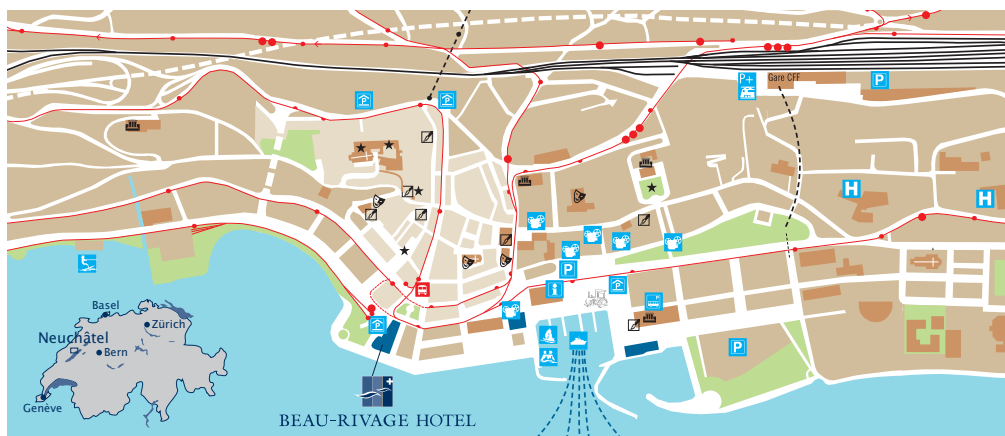 P+
Gare CFF
P
P
P
H
H
P
i
P
P
P
Basel
Zürich
Neuchâtel
Bern
Genève
BEAU-RIVAGE HOTEL